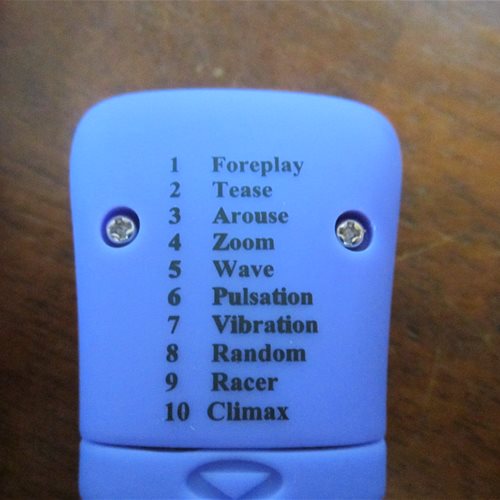 1 Foreplay
2 Tease
3 Arouse
4 Zoom
5 Wave
6 Pulsation
7 Vibration
8 Random
9 Racer
10 Climax